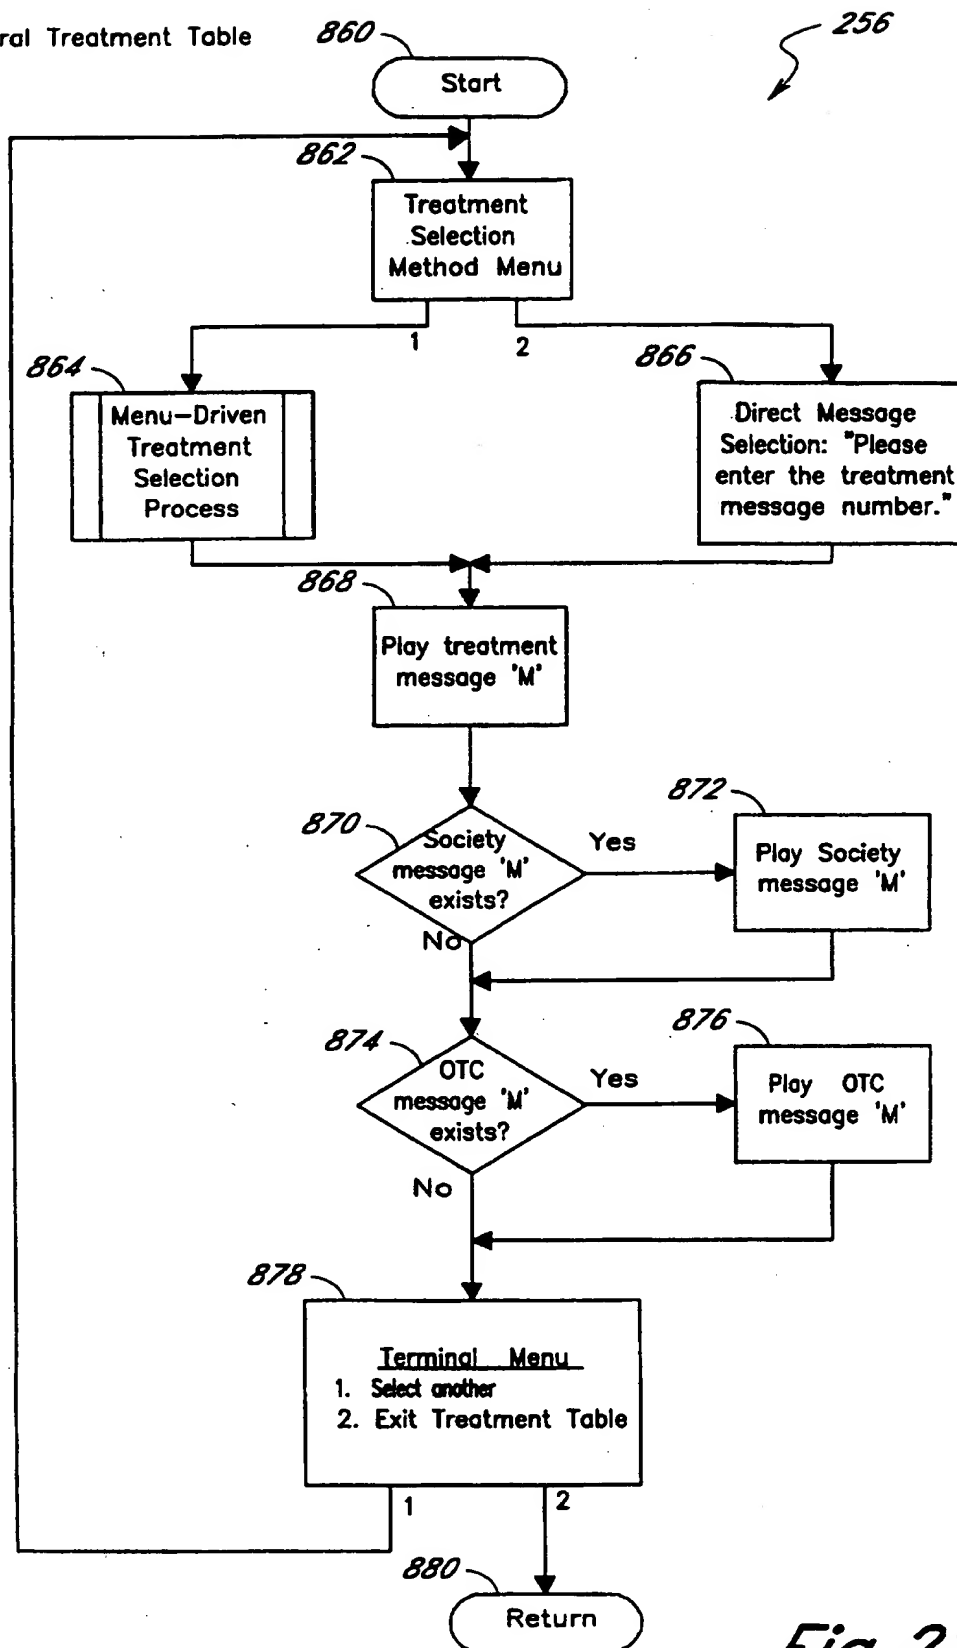 ral Treatment Table
860
256
Start
862
Treatment
Selection
Method Menu
1
2
864
866
Menu-Driven
Treatment
Selection
Process
Direct Message
Selection: "Please
enter the treatment
message number."
868
Play treatment
message 'M'
870
Society
message 'M'
exists?
Yes
No
872
Play Society
message 'M'
874
OTC
message 'M'
exists?
Yes
No
876
Play OTC
message 'M'
878
Terminal Menu
1. Select another
2. Exit Treatment Table
1
2
880
Return